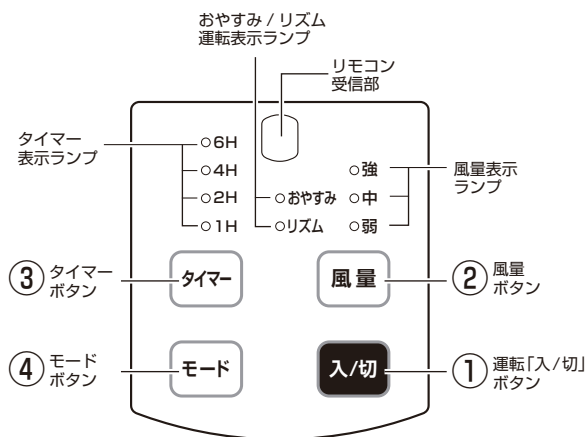 おやすみ / リズム
運転表示ランプ
リモコン
受信部
タイマー
表示ランプ
○6H
○4H
○2H
○1H
○おやすみ
○リズム
○強
○中
○弱
風量表示
ランプ
③ タイマー
ボタン
タイマー
風量
② 風量
ボタン
④ モード
ボタン
モード
入/切
① 運転「入/切」
ボタン